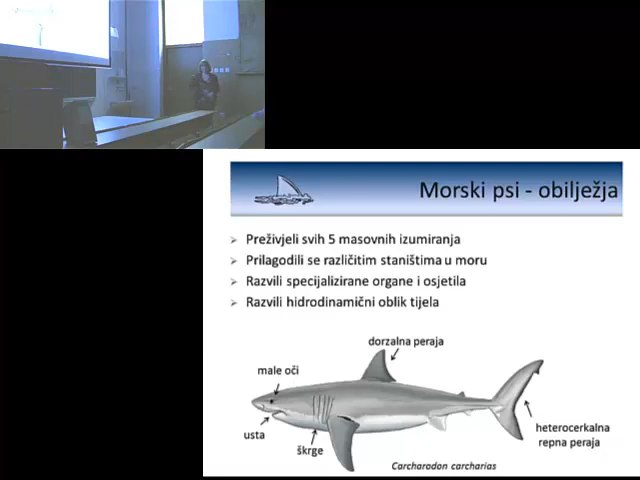 Morski psi - obilježja
Preživjeli svih 5 masovnih izumiranja
Prilagodili se različitim staništima u moru
Razvili specijalizirane organe i osjetila
Razvili hidrodinamični oblik tijela
dorzalna peraja
male oči
usta
škrge
heterocerkalna
repna peraja
Carcharodon carcharias